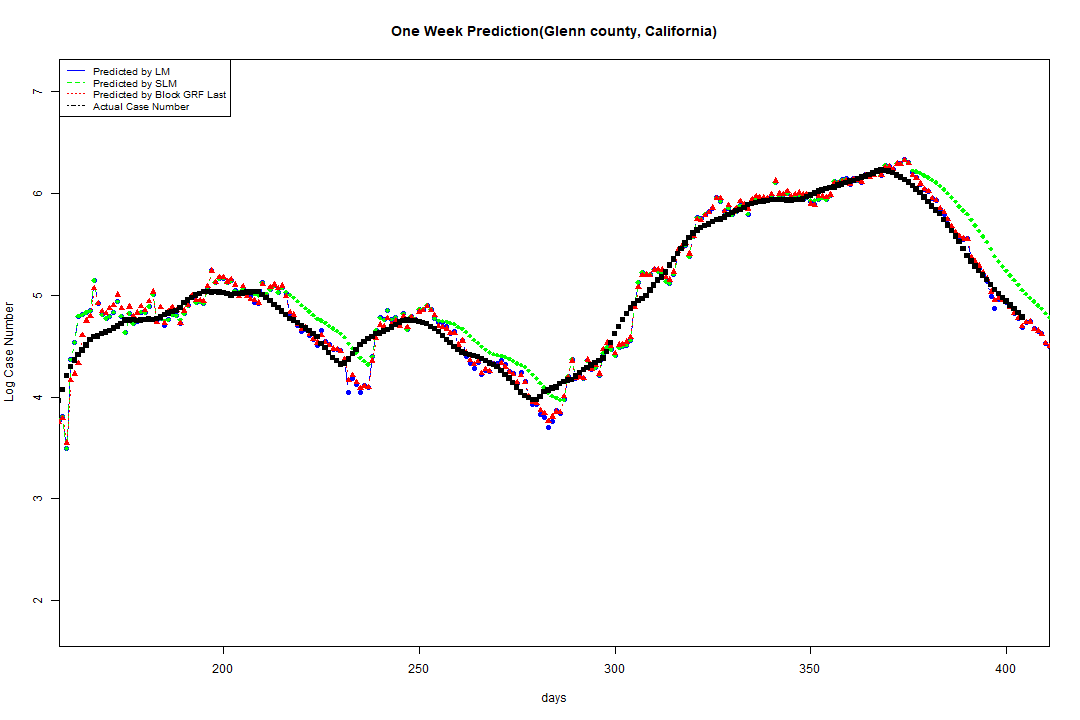 One Week Prediction(Glenn county, California)
Predicted by LM
Predicted by SLM
Predicted by Block GRF Last
Actual Case Number
7
6
5
4
3
2
Log Case Number
200
250
300
350
400
days